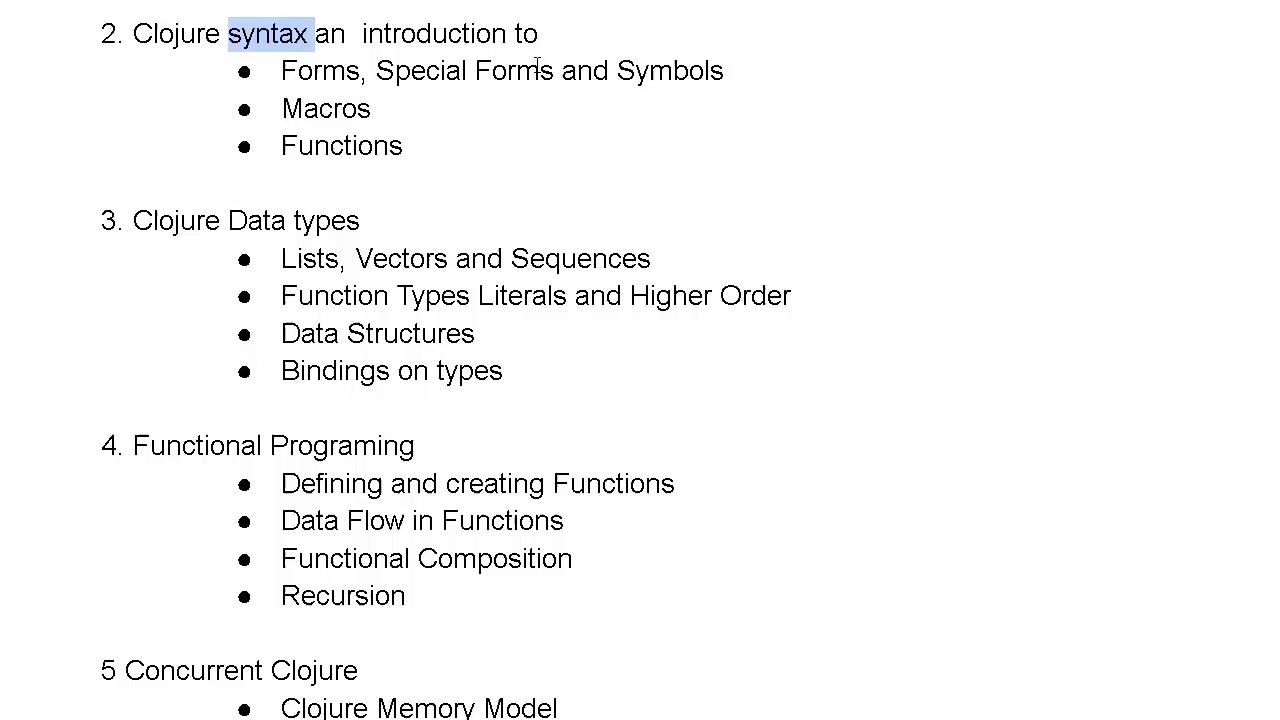 2. Clojure syntax an  introduction to
● Forms, Special Forms and Symbols
● Macros
● Functions
3. Clojure Data types
● Lists, Vectors and Sequences
● Function Types Literals and Higher Order
● Data Structures
● Bindings on types
4. Functional Programing
● Defining and creating Functions
● Data Flow in Functions
● Functional Composition
● Recursion
5 Concurrent Clojure
● Clojure Memory Model